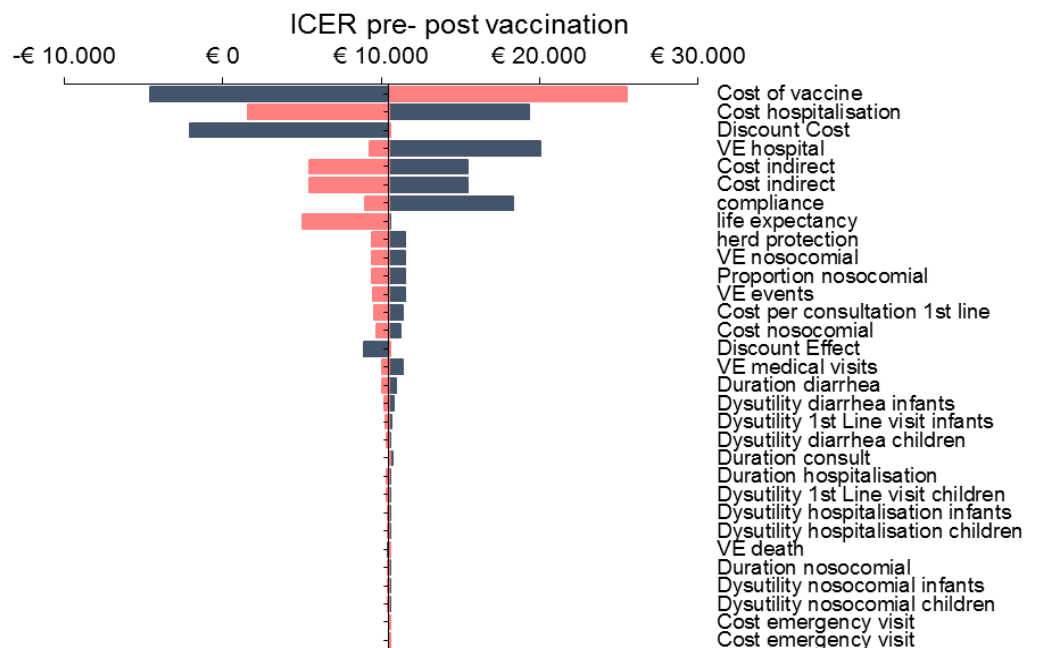 ICER pre- post vaccination
-€ 10.000 € 0 € 10.000 € 20.000 € 30.000
Cost of vaccine
Cost hospitalisation
Discount Cost
VE hospital
Cost indirect
Cost indirect
compliance
life expectancy
herd protection
VE nosocomial
Proportion nosocomial
VE events
Cost per consultation 1st line
Cost nosocomial
Discount Effect
VE medical visits
Duration diarrhea
Dysutility diarrhea infants
Dysutility 1st Line visit infants
Dysutility diarrhea children
Duration consult
Duration hospitalisation
Dysutility 1st Line visit children
Dysutility hospitalisation infants
Dysutility hospitalisation children
VE death
Duration nosocomial
Dysutility nosocomial infants
Dysutility nosocomial children
Cost emergency visit
Cost emergency visit